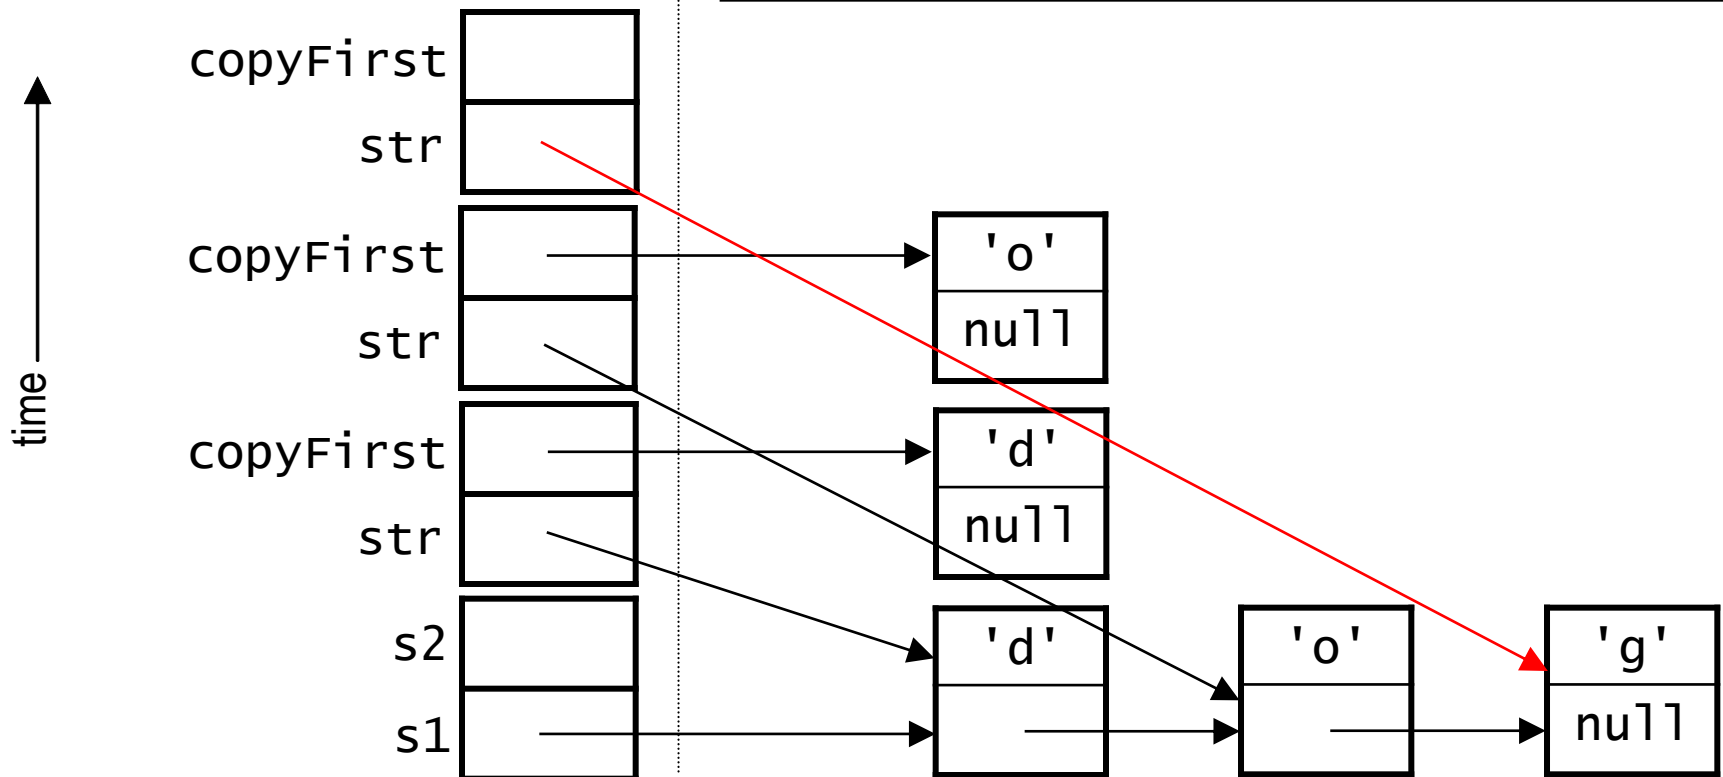 copyFirst
str
copyFirst
'o'
str
null
time
copyFirst
'd'
str
null
s2
'd'
'o'
'g'
s1
null